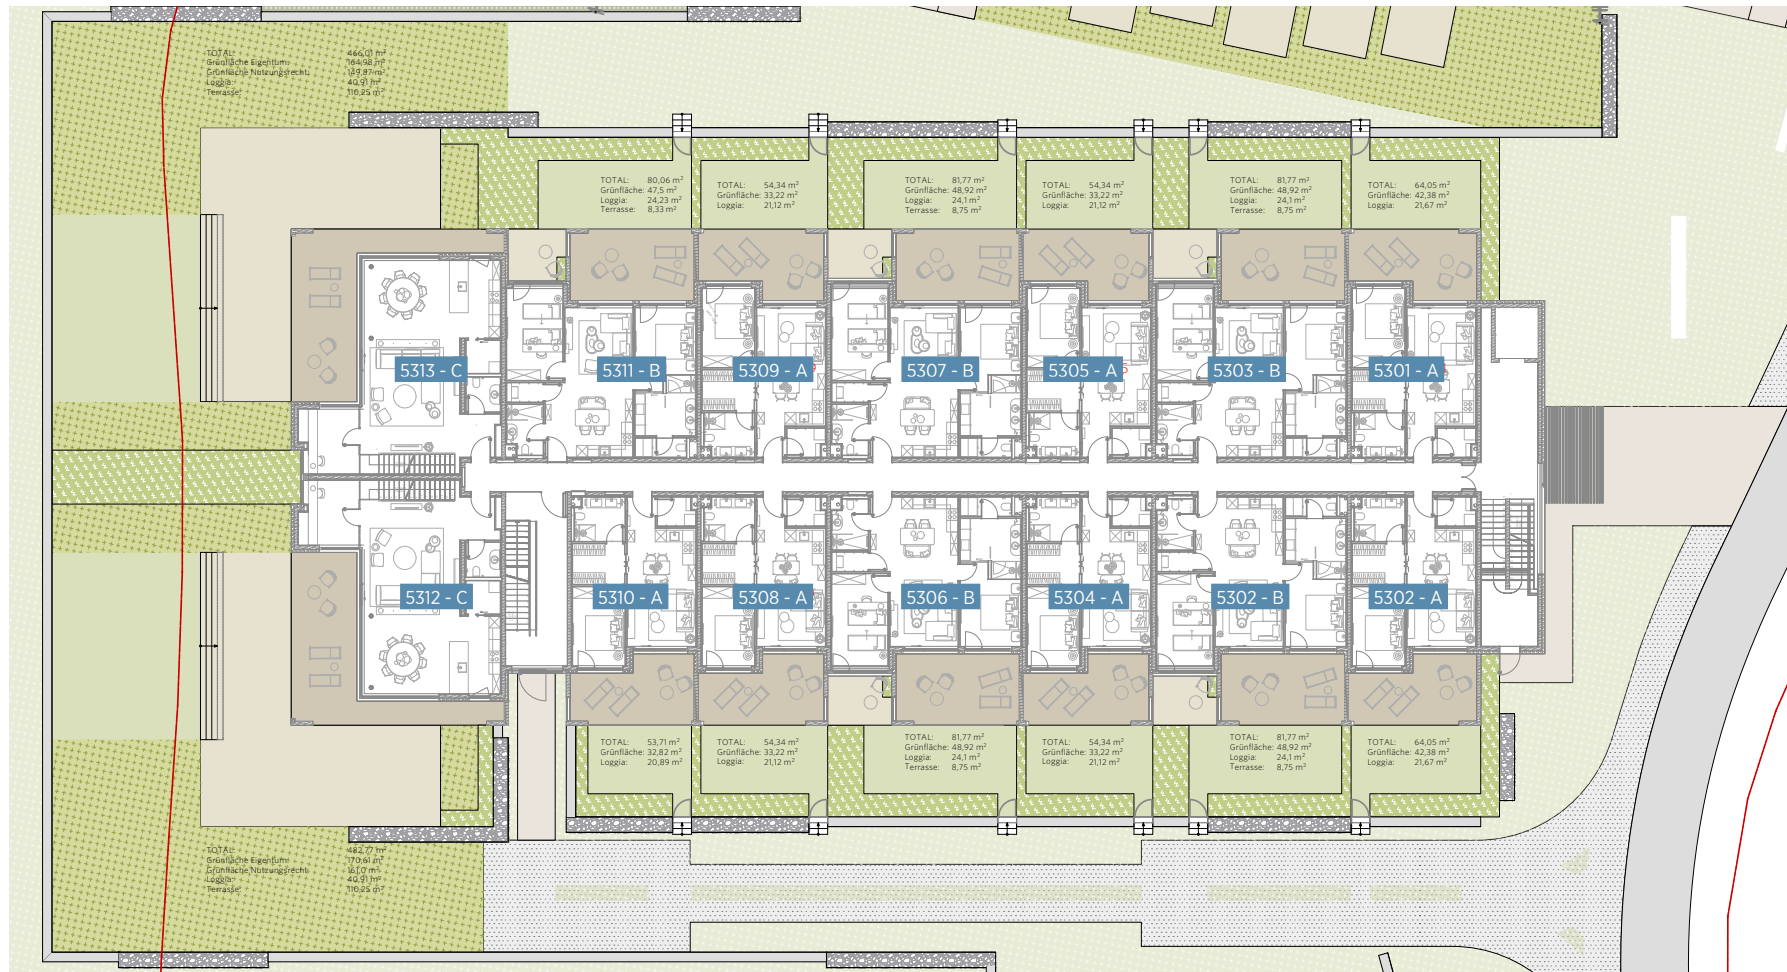 TOTAL: 466,01 m²
Grünfläche Eigentum: 164,98 m²
Grünfläche Nutzungsrecht: 149,87 m²
Loggia: 40,91 m²
Terrasse: 110,25 m²
TOTAL: 80,06 m²
Grünfläche: 47,5 m²
Loggia: 24,23 m²
Terrasse: 8,33 m²
TOTAL: 54,34 m²
Grünfläche: 33,22 m²
Loggia: 21,12 m²
TOTAL: 81,77 m²
Grünfläche: 48,92 m²
Loggia: 24,1 m²
Terrasse: 8,75 m²
TOTAL: 54,34 m²
Grünfläche: 33,22 m²
Loggia: 21,12 m²
TOTAL: 81,77 m²
Grünfläche: 48,92 m²
Loggia: 24,1 m²
Terrasse: 8,75 m²
TOTAL: 64,05 m²
Grünfläche: 42,38 m²
Loggia: 21,67 m²
5313 - C
5311 - B
5309 - A
5307 - B
5305 - A
5303 - B
5301 - A
5312 - C
5310 - A
5308 - A
5306 - B
5304 - A
5302 - B
5302 - A
TOTAL: 53,71 m²
Grünfläche: 32,82 m²
Loggia: 20,89 m²
TOTAL: 54,34 m²
Grünfläche: 33,22 m²
Loggia: 21,12 m²
TOTAL: 81,77 m²
Grünfläche: 48,92 m²
Loggia: 24,1 m²
Terrasse: 8,75 m²
TOTAL: 54,34 m²
Grünfläche: 33,22 m²
Loggia: 21,12 m²
TOTAL: 81,77 m²
Grünfläche: 48,92 m²
Loggia: 24,1 m²
Terrasse: 8,75 m²
TOTAL: 64,05 m²
Grünfläche: 42,38 m²
Loggia: 21,67 m²
TOTAL: 482,77 m²
Grünfläche Eigentum: 170,61 m²
Grünfläche Nutzungsrecht: 161,0 m²
Loggia: 40,91 m²
Terrasse: 110,25 m²